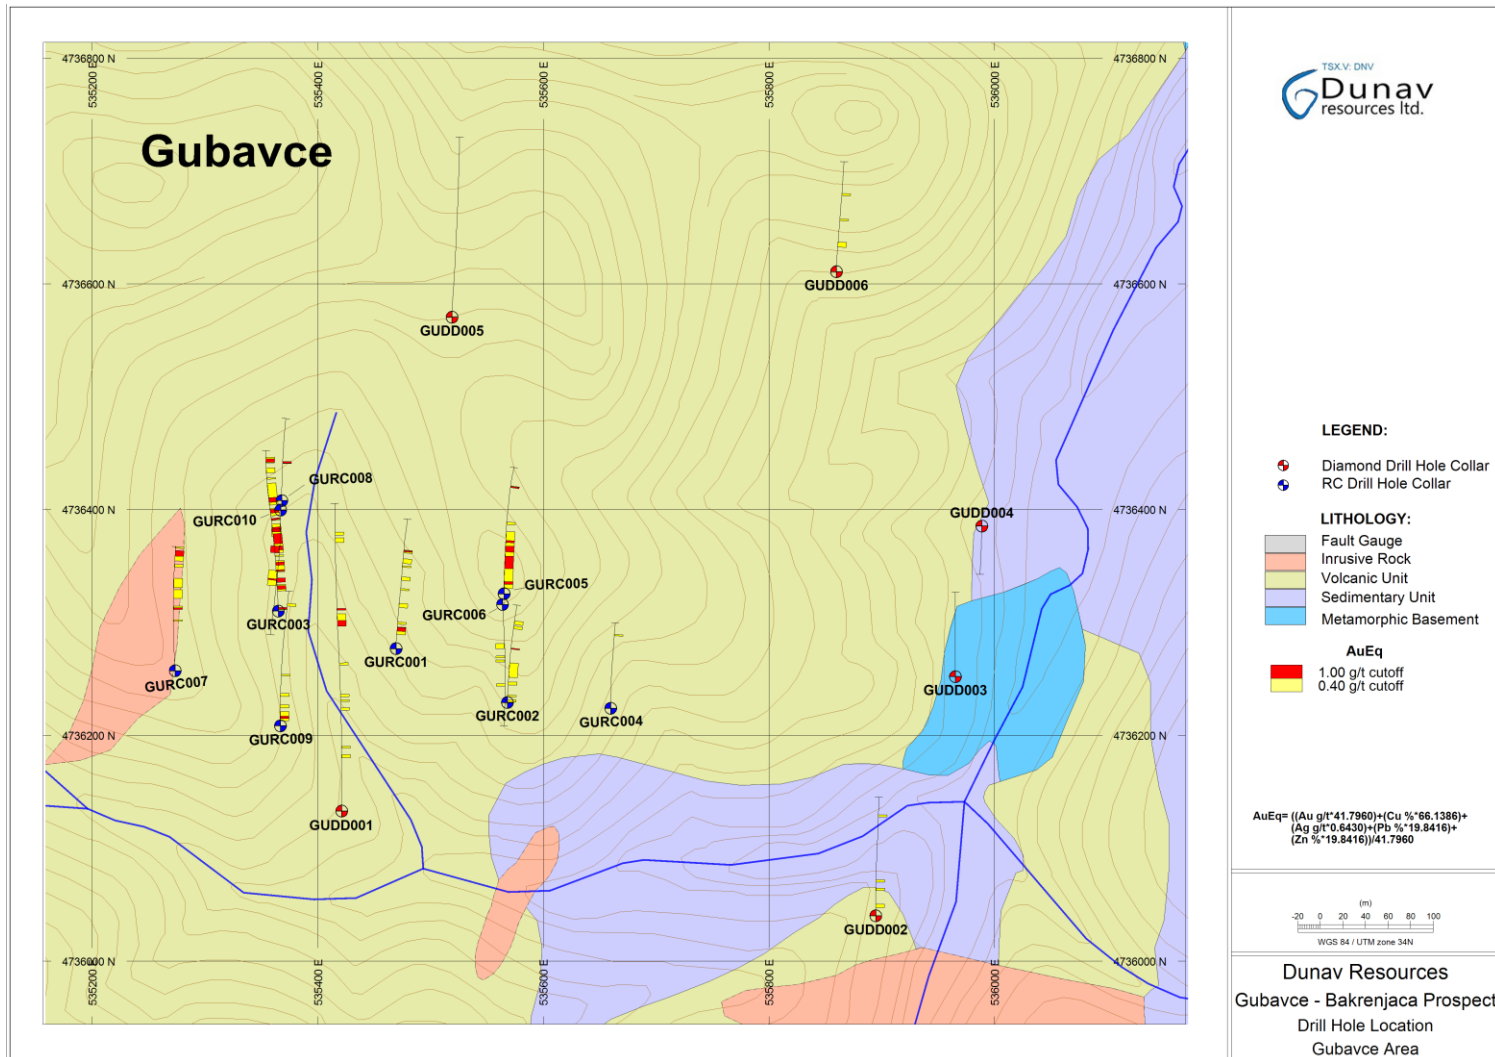 4736800 N
535200 E
535400 E
535600 E
535800 E
536000 E
4736800 N
Gubavce
GUDD006
4736600 N
4736600 N
GUDD005
GURC008
4736400 N
GURC010
GUDD004
4736400 N
GURC005
GURC006
GURC003
GURC001
GURC007
GUDD003
GURC002
GURC004
4736200 N
GURC009
4736200 N
GUDD001
GUDD002
4736000 N
535200 E
535400 E
535600 E
535800 E
536000 E
4736000 N
TSX.V: DNV
Dunav
resources ltd.
LEGEND:
Diamond Drill Hole Collar
RC Drill Hole Collar
LITHOLOGY:
Fault Gauge
Inrusive Rock
Volcanic Unit
Sedimentary Unit
Metamorphic Basement
AuEq
1.00 g/t cutoff
0.40 g/t cutoff
AuEq= ((Au g/t*41.7960)+(Cu %*66.1386)+
(Ag g/t*0.6430)+(Pb %*19.8416)+
(Zn %*19.8416))/41.7960
(m)
-20 0 20 40 60 80 100
WGS 84 / UTM zone 34N
Dunav Resources
Gubavce - Bakrenjaca Prospect
Drill Hole Location
Gubavce Area